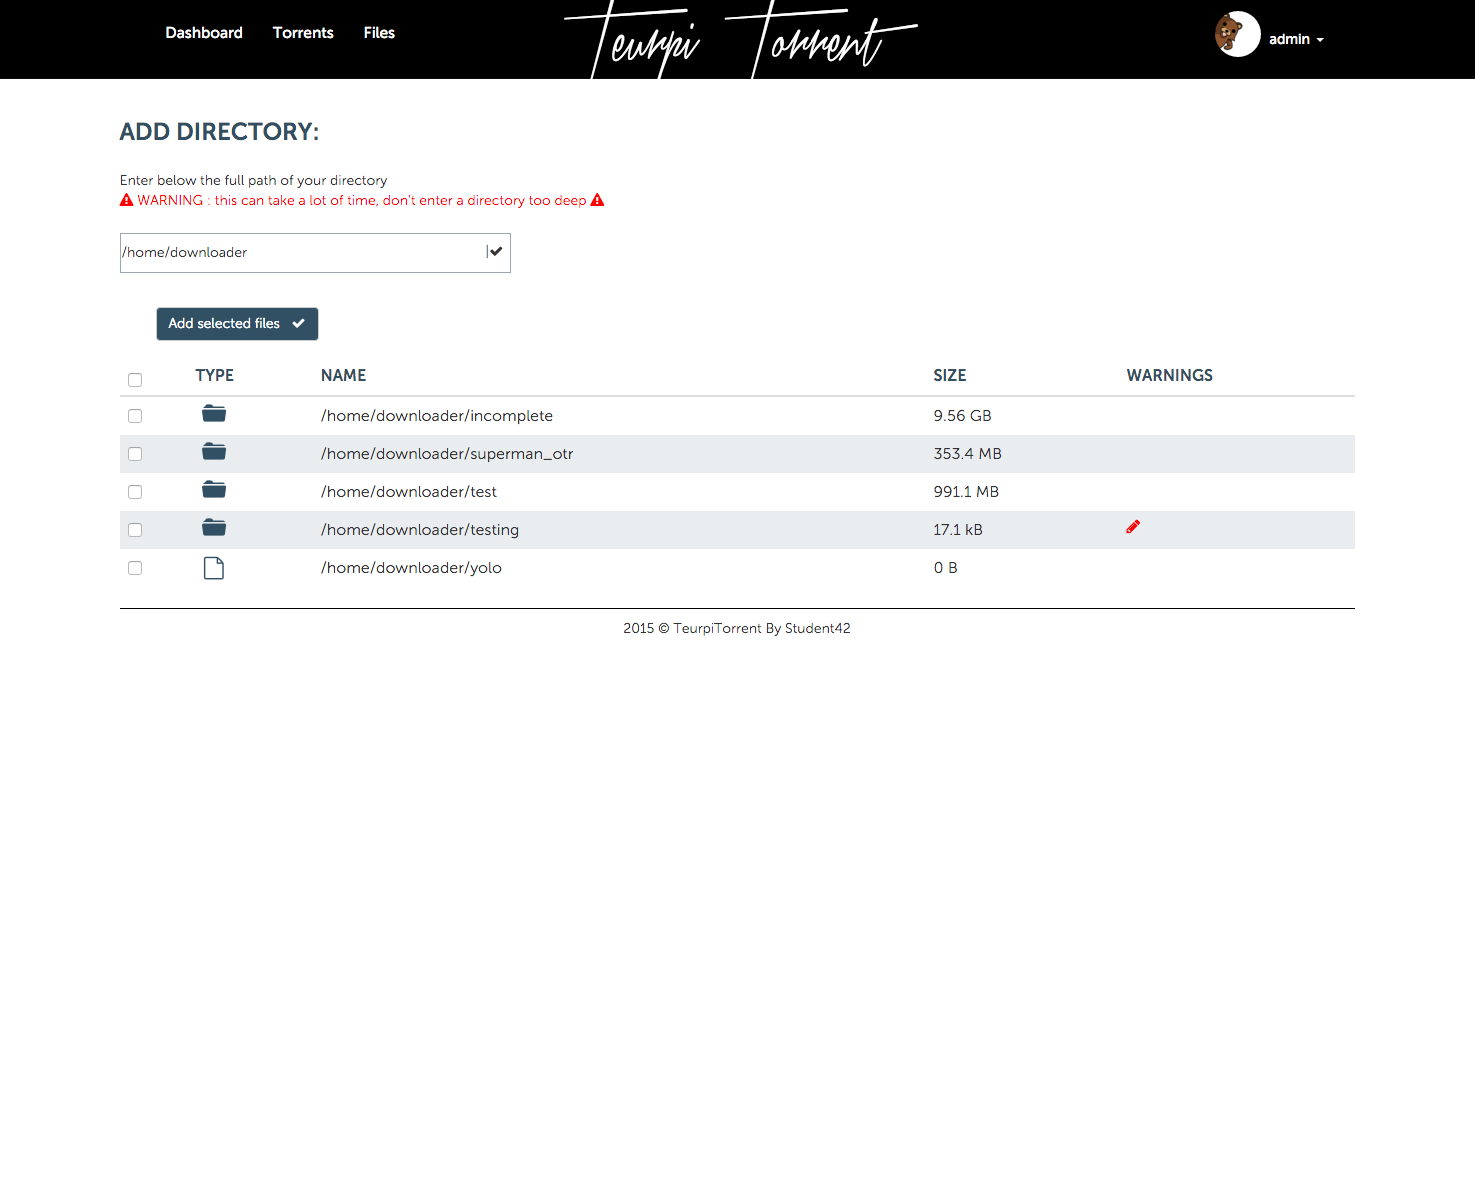 Dashboard Torrents Files Teurpi Torrent admin
ADD DIRECTORY:
Enter below the full path of your directory
WARNING : this can take a lot of time, don't enter a directory too deep
/home/downloader
Add selected files
TYPE NAME SIZE WARNINGS
/home/downloader/incomplete 9.56 GB
/home/downloader/superman_otr 353.4 MB
/home/downloader/test 991.1 MB
/home/downloader/testing 17.1 kB
/home/downloader/yolo 0 B
2015 © TeurpiTorrent By Student42